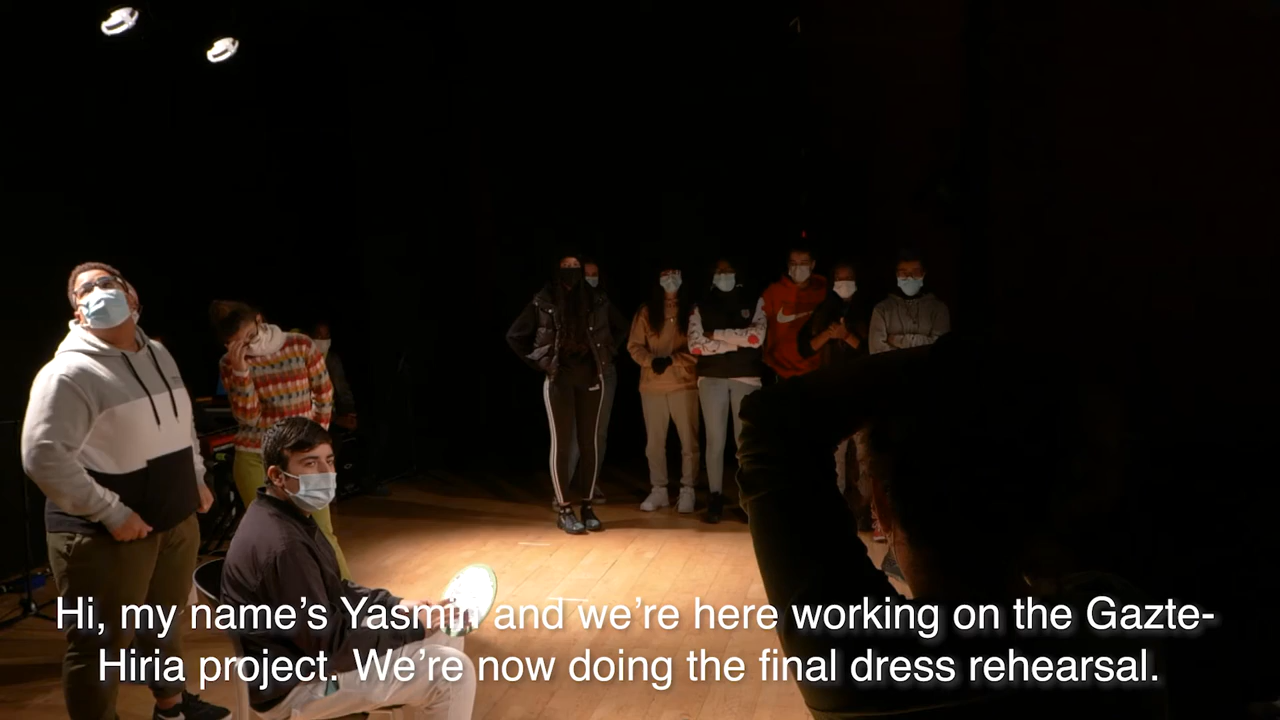 Hi, my name’s Yasmin and we’re here working on the Gazte-
Hiria project. We’re now doing the final dress rehearsal.